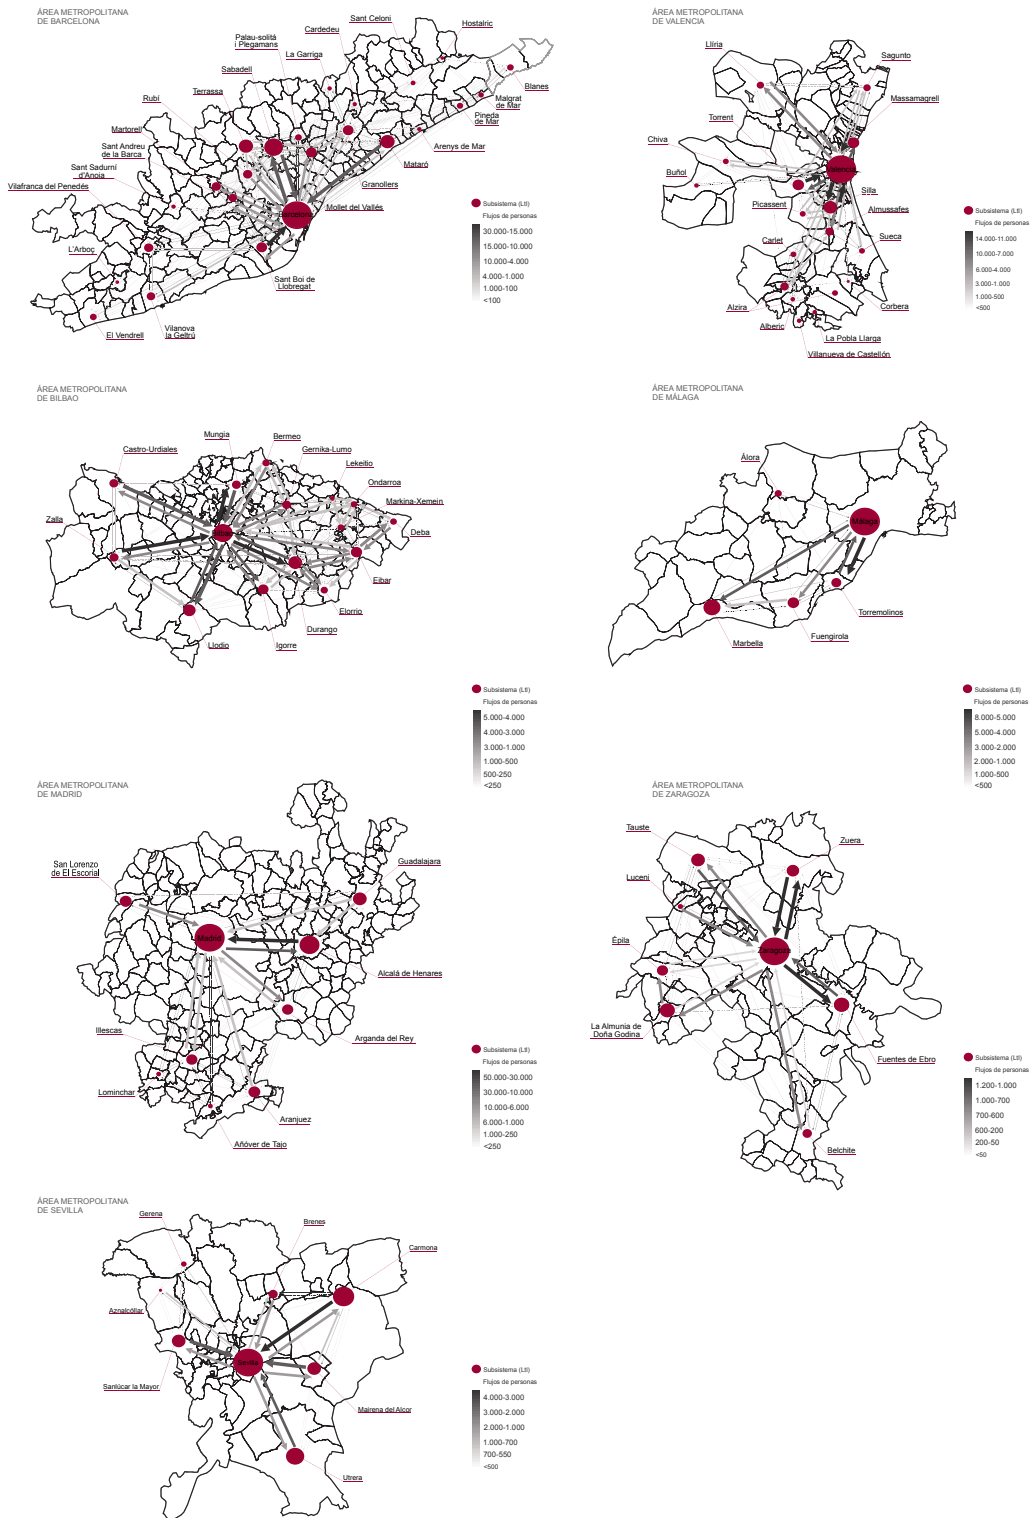 ÁREA METROPOLITANA
DE BARCELONA
Sant Celoni
Cardedeu
Hostalric
Palau-solità
i Plegamans
La Garriga
Sabadell
Terrassa
Rubí
Blanes
Malgrat
de Mar
Pineda
de Mar
Martorell
Arenys de Mar
Sant Andreu
de la Barca
Mataró
Sant Sadurní
d'Anoia
Granollers
Vilafranca del Penedés
Mollet del Vallés
Barcelona
L'Arboç
Sant Boi de
Llobregat
El Vendrell
Vilanova
la Geltrú
Subsistema (Ltl)
Flujos de personas
30.000-15.000
15.000-10.000
10.000-4.000
4.000-1.000
1.000-100
<100
ÁREA METROPOLITANA
DE VALENCIA
Llíria
Sagunto
Massamagrell
Torrent
Chiva
Valencia
Buñol
Silla
Picassent
Almussafes
Carlet
Sueca
Alzira
Corbera
Alberic
La Pobla Llarga
Villanueva de Castellón
Subsistema (Ltl)
Flujos de personas
14.000-11.000
10.000-7.000
6.000-4.000
3.000-1.000
1.000-500
<500
ÁREA METROPOLITANA
DE BILBAO
Mungia
Bermeo
Castro-Urdiales
Gernika-Lumo
Lekeitio
Ondarroa
Markina-Xemein
Zalla
Bilbao
Deba
Eibar
Elorrio
Durango
Llodio
Igorre
Subsistema (Ltl)
Flujos de personas
5.000-4.000
4.000-3.000
3.000-1.000
1.000-500
500-250
<250
ÁREA METROPOLITANA
DE MÁLAGA
Álora
Málaga
Torremolinos
Fuengirola
Marbella
Subsistema (Ltl)
Flujos de personas
8.000-5.000
5.000-4.000
3.000-2.000
2.000-1.000
1.000-500
<500
ÁREA METROPOLITANA
DE MADRID
San Lorenzo
de El Escorial
Guadalajara
Madrid
Alcalá de Henares
Illescas
Arganda del Rey
Lominchar
Aranjuez
Añóver de Tajo
Subsistema (Ltl)
Flujos de personas
50.000-30.000
30.000-10.000
10.000-6.000
6.000-1.000
1.000-250
<250
ÁREA METROPOLITANA
DE ZARAGOZA
Tauste
Zuera
Luceni
Épila
Zaragoza
La Almunia de
Doña Godina
Fuentes de Ebro
Belchite
Subsistema (Ltl)
Flujos de personas
1.200-1.000
1.000-700
700-600
600-200
200-50
<50
ÁREA METROPOLITANA
DE SEVILLA
Gerena
Brenes
Carmona
Aznalcóllar
Sevilla
Sanlúcar la Mayor
Mairena del Alcor
Utrera
Subsistema (Ltl)
Flujos de personas
4.000-3.000
3.000-2.000
2.000-1.000
1.000-700
700-550
<500